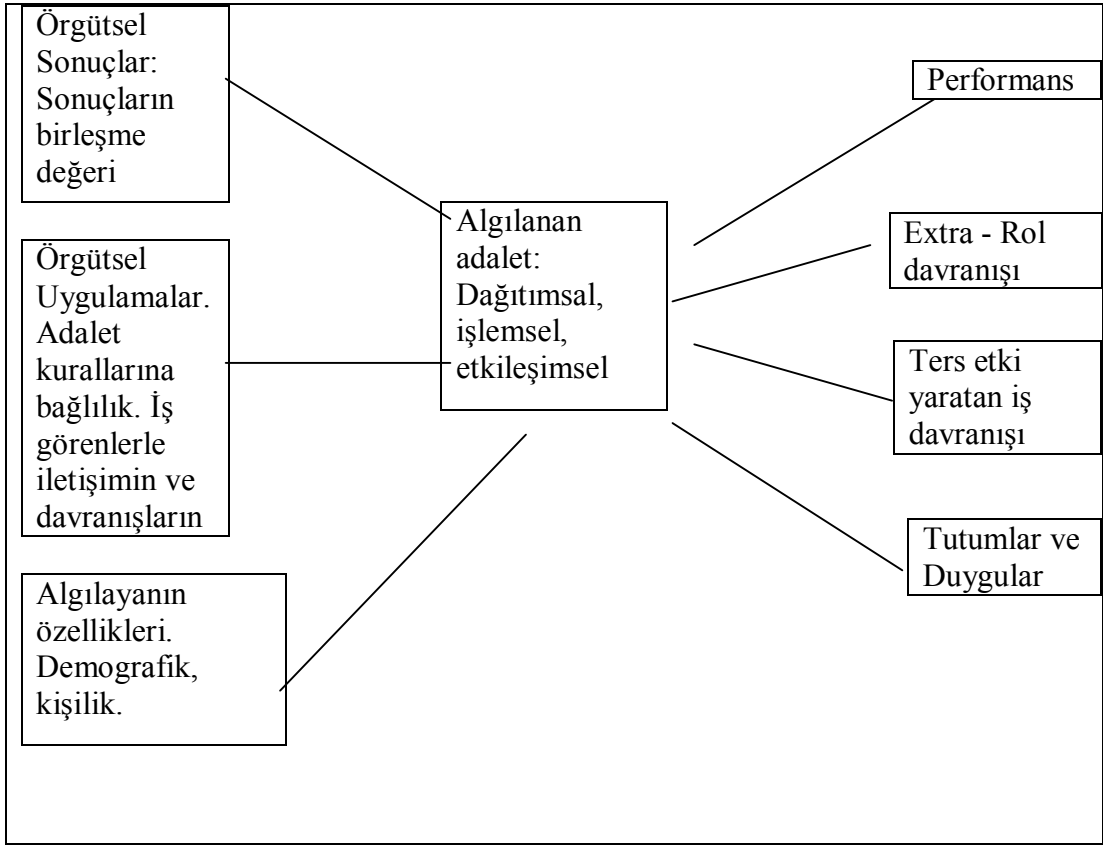 Örgütsel
Sonuçlar:
Sonuçların
birleşme
değeri
Örgütsel
Uygulamalar.
Adalet
kurallarına
bağlılık. İş
görenlerle
iletişimin ve
davranışların
Algılayanın
özellikleri.
Demografik,
kişilik.
Algılanan
adalet:
Dağıtımsal,
işlemsel,
etkileşimsel
Performans
Extra - Rol
davranışı
Ters etki
yaratan iş
davranışı
Tutumlar ve
Duygular